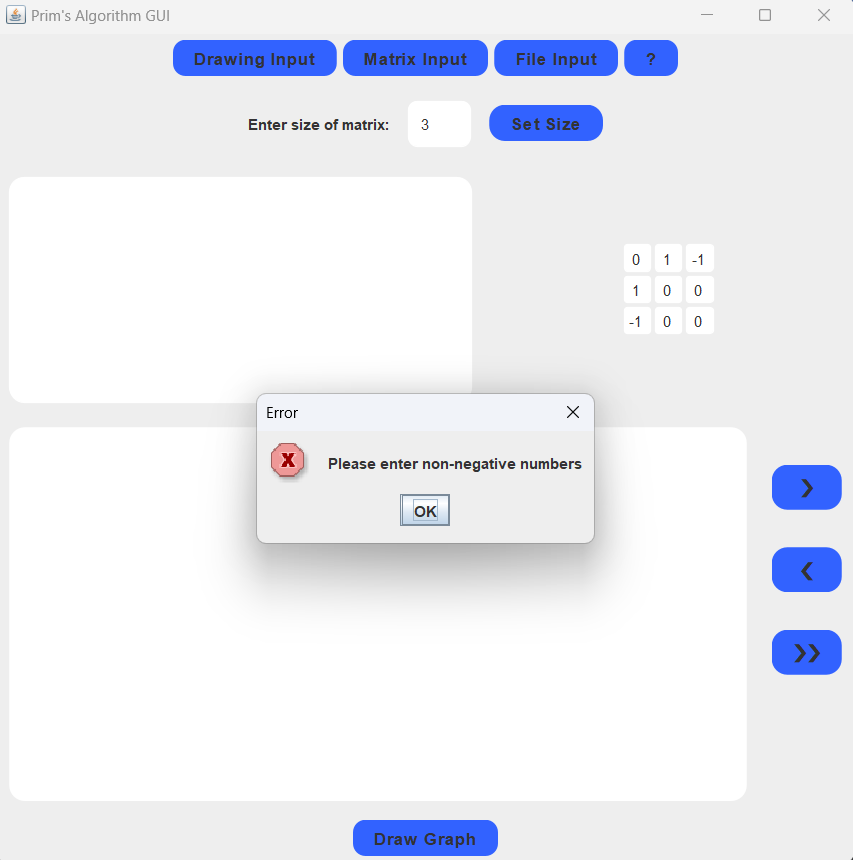 Prim's Algorithm GUI
Drawing Input Matrix Input File Input ?
Enter size of matrix: 3 Set Size
0 1 -1
1 0 0
-1 0 0
Error
X
Please enter non-negative numbers
OK
❯
❮
❯❯
Draw Graph